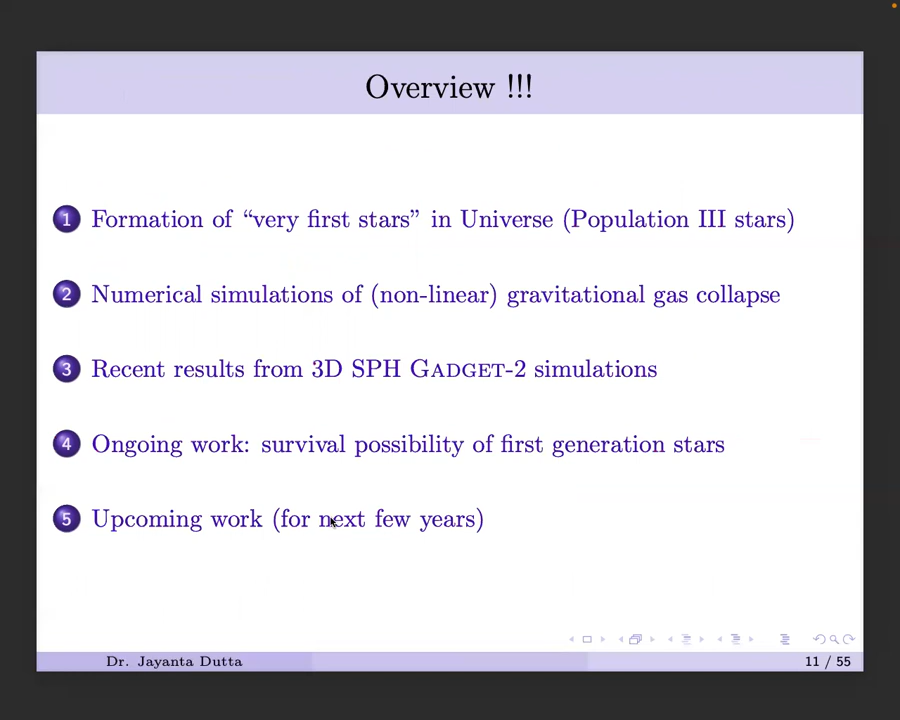 Overview !!!
1 Formation of “very first stars” in Universe (Population III stars)
2 Numerical simulations of (non-linear) gravitational gas collapse
3 Recent results from 3D SPH GADGET-2 simulations
4 Ongoing work: survival possibility of first generation stars
5 Upcoming work (for next few years)
Dr. Jayanta Dutta 11 / 55